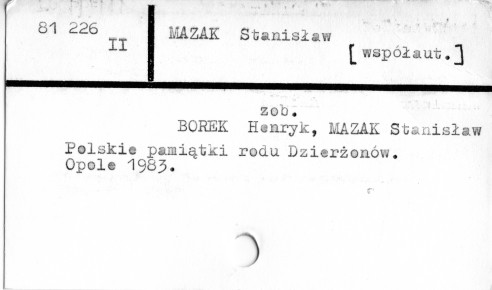 81 226
II
MAZAK Stanisław
[współaut.]
zob.
BOREK Henryk, MAZAK Stanisław
Polskie pamiątki rodu Dzierżonów.
Opole 1983.